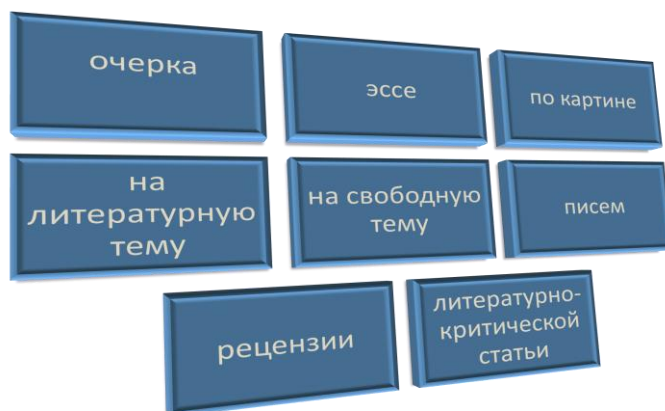 очерка
эссе
по картине
на
литературную
тему
на свободную
тему
писем
рецензии
литературно-
критической
статьи